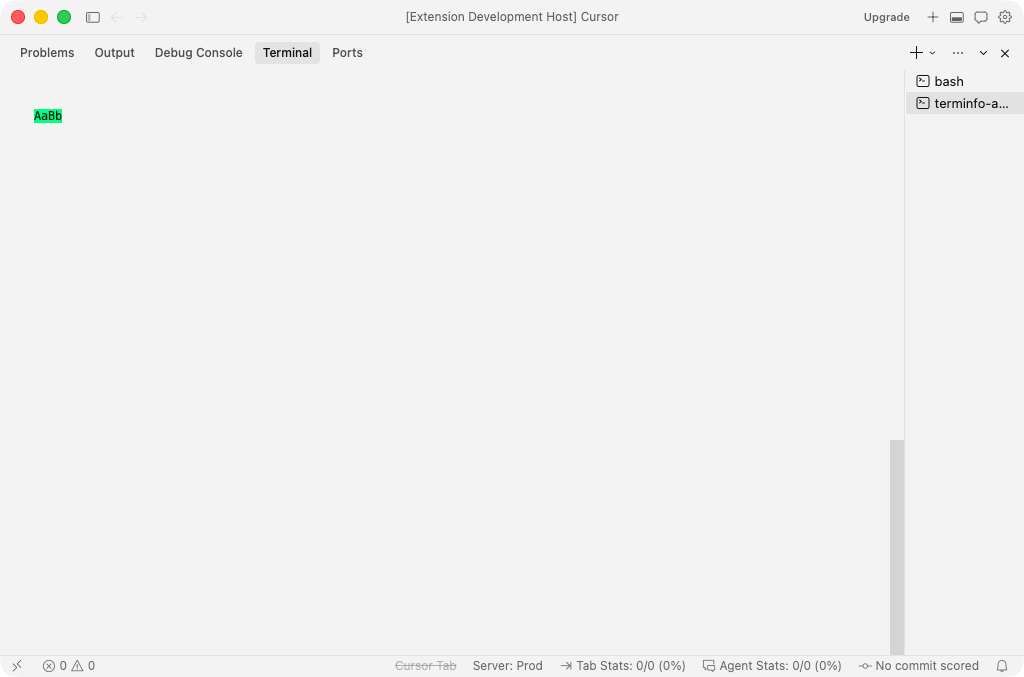 [Extension Development Host] Cursor
Upgrade
Problems Output Debug Console Terminal Ports
bash
terminfo-a...
AaBb
0 0 Cursor Tab Server: Prod Tab Stats: 0/0 (0%) Agent Stats: 0/0 (0%) No commit scored